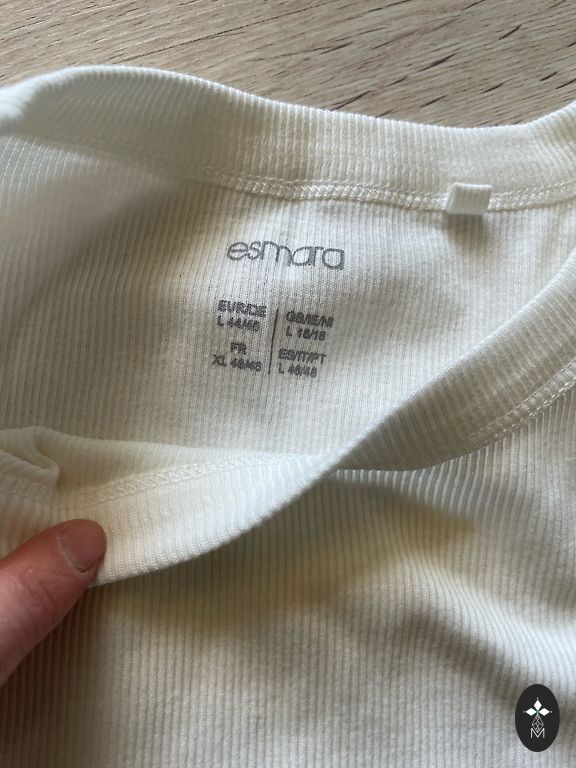 esmara
EUR/DE
L 44/46
GB/IE/NI
L 16/18
FR
XL 46/48
ES/IT/PT
L 46/48
M